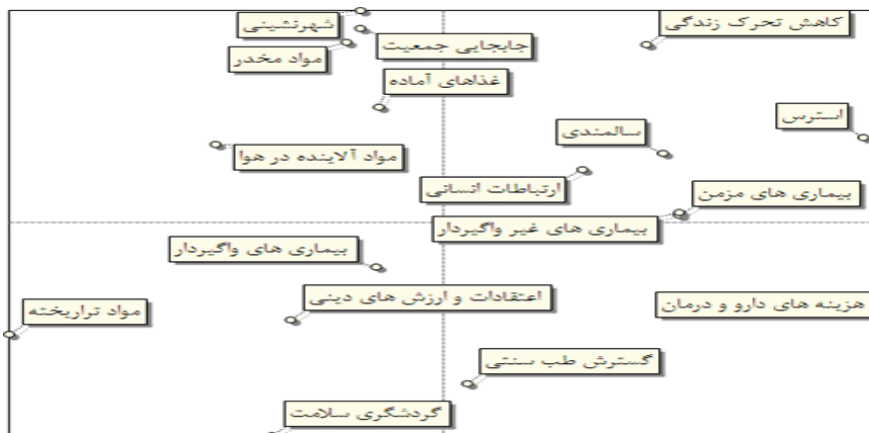 شهرنشینی
کاهش تحرک زندگی
جابجایی جمعیت
مواد مخدر
غذاهای آماده
استرس
سالمندی
مواد آلاینده در هوا
ارتباطات انسانی
بیماری های مزمن
بیماری های غیر واگیردار
بیماری های واگیردار
اعتقادات و ارزش های دینی
هزینه های دارو و درمان
مواد تراریخته
گسترش طب سنتی
گردشگری سلامت